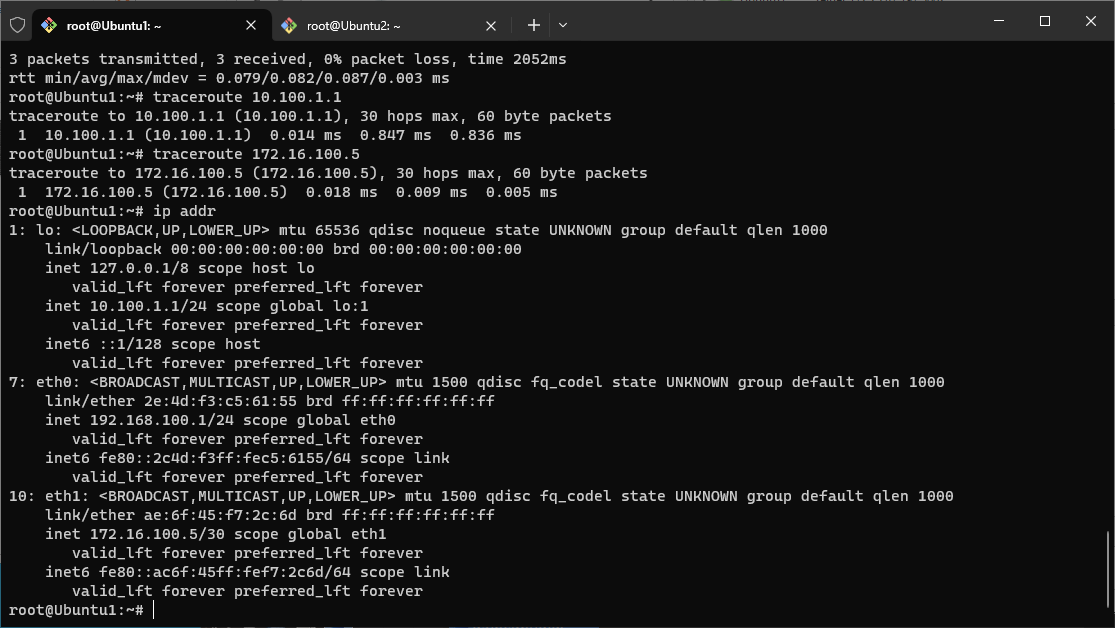 root@Ubuntu1: ~
root@Ubuntu2: ~
3 packets transmitted, 3 received, 0% packet loss, time 2052ms
rtt min/avg/max/mdev = 0.079/0.082/0.087/0.003 ms
root@Ubuntu1:~# traceroute 10.100.1.1
traceroute to 10.100.1.1 (10.100.1.1), 30 hops max, 60 byte packets
 1  10.100.1.1 (10.100.1.1)  0.014 ms  0.847 ms  0.836 ms
root@Ubuntu1:~# traceroute 172.16.100.5
traceroute to 172.16.100.5 (172.16.100.5), 30 hops max, 60 byte packets
 1  172.16.100.5 (172.16.100.5)  0.018 ms  0.009 ms  0.005 ms
root@Ubuntu1:~# ip addr
1: lo: <LOOPBACK,UP,LOWER_UP> mtu 65536 qdisc noqueue state UNKNOWN group default qlen 1000
    link/loopback 00:00:00:00:00:00 brd 00:00:00:00:00:00
    inet 127.0.0.1/8 scope host lo
       valid_lft forever preferred_lft forever
    inet 10.100.1.1/24 scope global lo:1
       valid_lft forever preferred_lft forever
    inet6 ::1/128 scope host
       valid_lft forever preferred_lft forever
7: eth0: <BROADCAST,MULTICAST,UP,LOWER_UP> mtu 1500 qdisc fq_codel state UNKNOWN group default qlen 1000
    link/ether 2e:4d:f3:c5:61:55 brd ff:ff:ff:ff:ff:ff
    inet 192.168.100.1/24 scope global eth0
       valid_lft forever preferred_lft forever
    inet6 fe80::2c4d:f3ff:fec5:6155/64 scope link
       valid_lft forever preferred_lft forever
10: eth1: <BROADCAST,MULTICAST,UP,LOWER_UP> mtu 1500 qdisc fq_codel state UNKNOWN group default qlen 1000
    link/ether ae:6f:45:f7:2c:6d brd ff:ff:ff:ff:ff:ff
    inet 172.16.100.5/30 scope global eth1
       valid_lft forever preferred_lft forever
    inet6 fe80::ac6f:45ff:fef7:2c6d/64 scope link
       valid_lft forever preferred_lft forever
root@Ubuntu1:~#